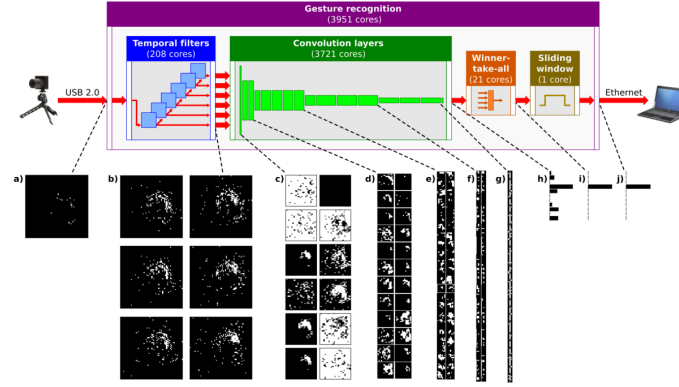 Gesture recognition
(3951 cores)
Temporal filters
(208 cores)
Convolution layers
(3721 cores)
Winner-
take-all
(21 cores)
Sliding
window
(1 core)
USB 2.0
Ethernet
a)
b)
c)
d)
e)
f)
g)
h)
i)
j)